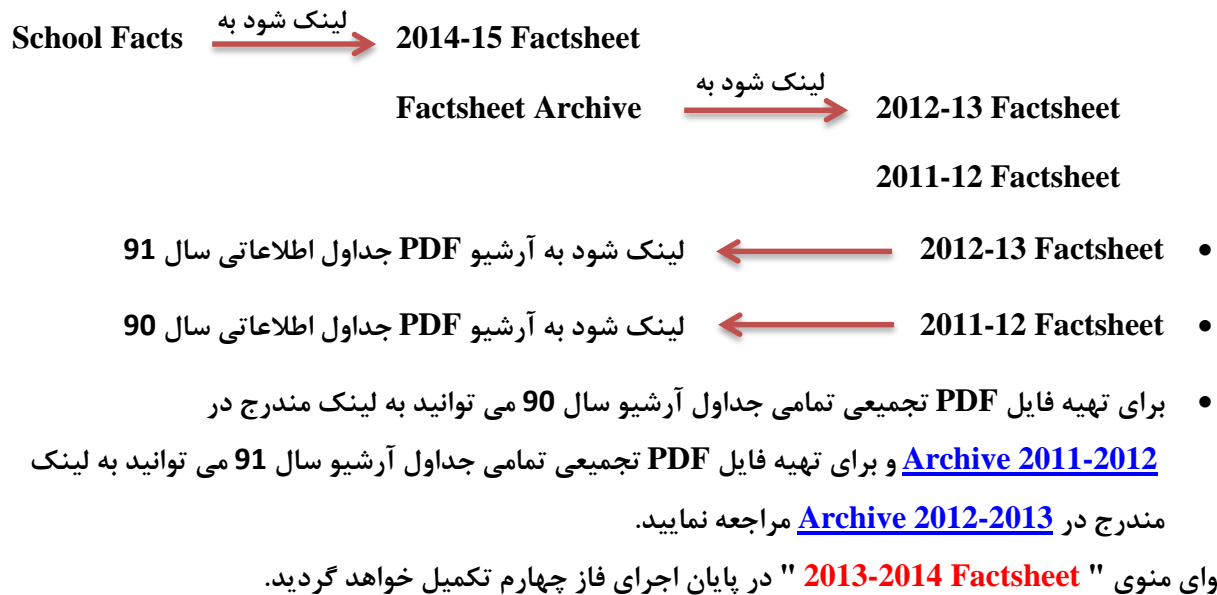 School Facts لینک شود به 2014-15 Factsheet
Factsheet Archive لینک شود به 2012-13 Factsheet
2011-12 Factsheet
• 2012-13 Factsheet لینک شود به آرشیو PDF جداول اطلاعاتی سال 91
• 2011-12 Factsheet لینک شود به آرشیو PDF جداول اطلاعاتی سال 90
• برای تهیه فایل PDF تجمیعی تمامی جداول آرشیو سال 90 می توانید به لینک مندرج در
Archive 2011-2012 و برای تهیه فایل PDF تجمیعی تمامی جداول آرشیو سال 91 می توانید به لینک
مندرج در Archive 2012-2013 مراجعه نمایید.
وای منوی " 2013-2014 Factsheet " در پایان اجرای فاز چهارم تکمیل خواهد گردید.